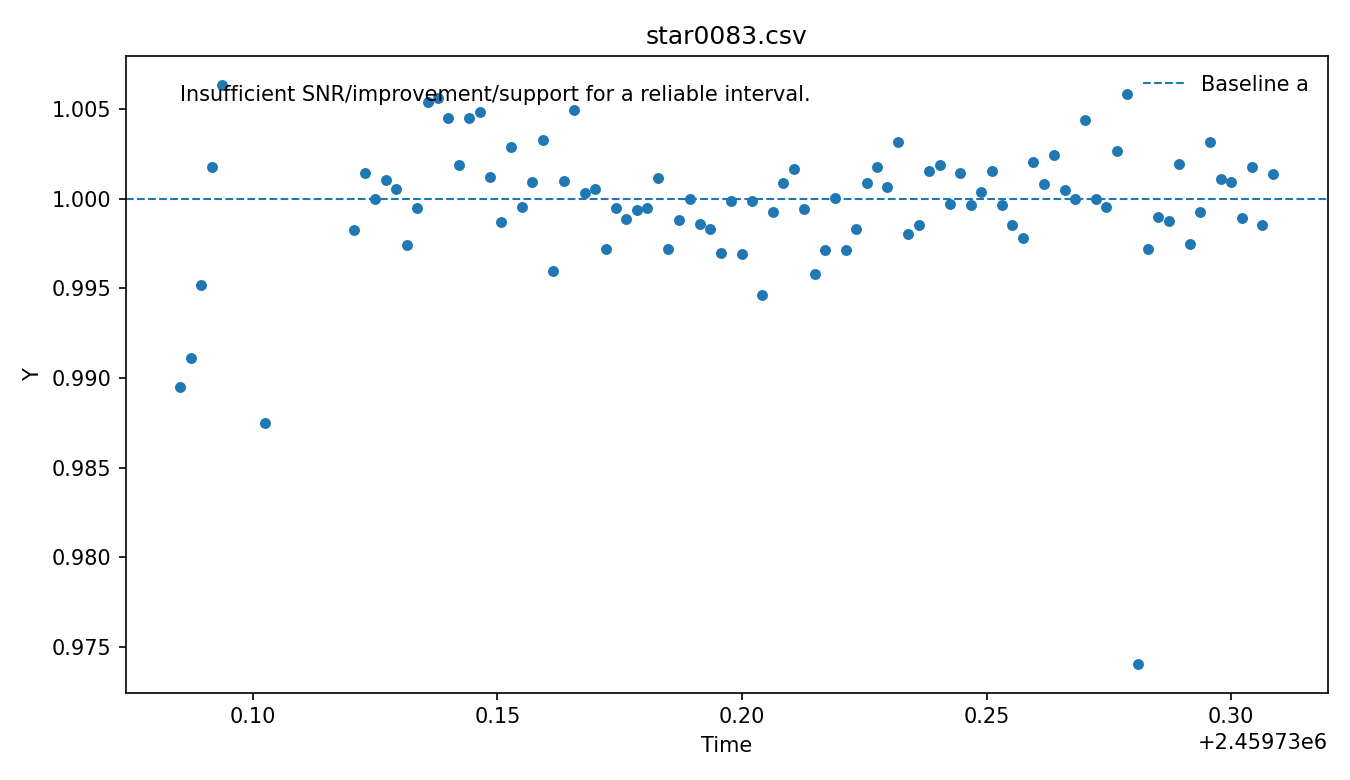 star0083.csv
Insufficient SNR/improvement/support for a reliable interval.
Baseline a
Y
1.005
1.000
0.995
0.990
0.985
0.980
0.975
0.10 0.15 0.20 0.25 0.30
Time
+2.45973e6